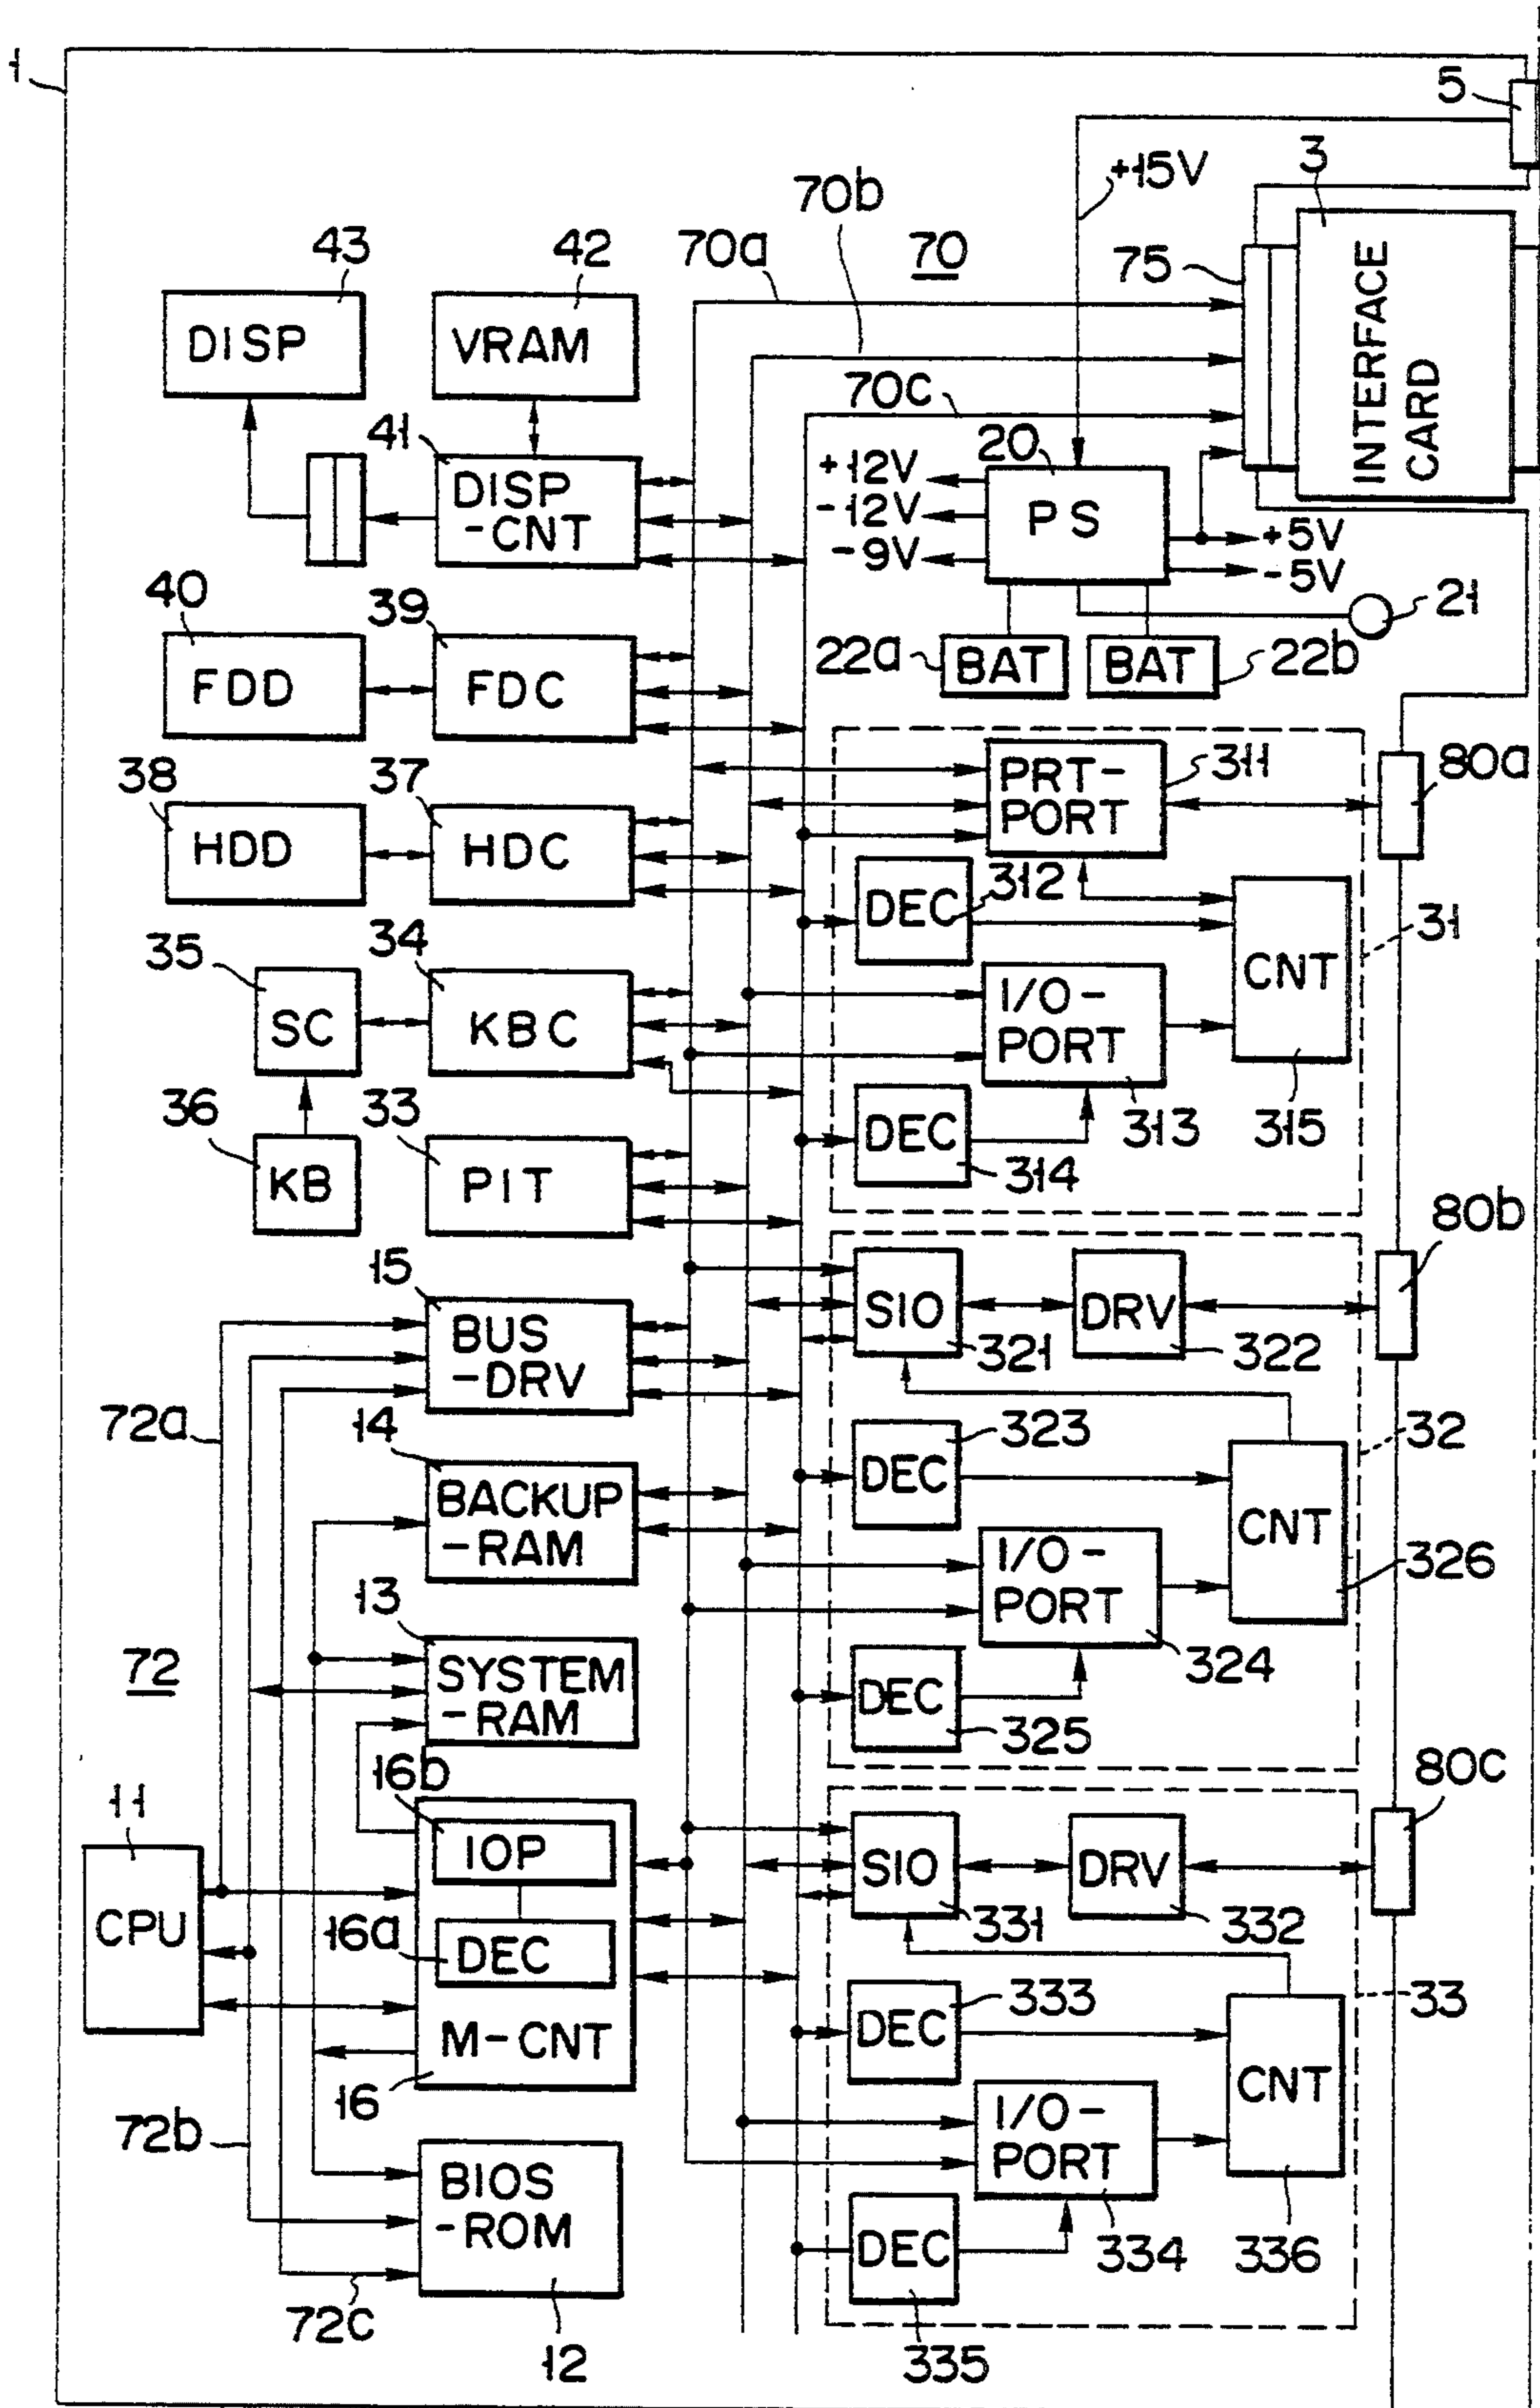 1
5
3
+15V
70b
70a
70
75
43
42
DISP
VRAM
INTERFACE
CARD
70c
41
20
+12V
-12V
-9V
PS
+5V
-5V
DISP
-CNT
21
40
39
22a
BAT
BAT
22b
FDD
FDC
38
37
PRT-
PORT
311
80a
HDD
HDC
DEC
312
31
35
34
CNT
SC
KBC
I/O-
PORT
36
33
313
315
DEC
314
KB
PIT
80b
15
BUS
-DRV
SIO
321
DRV
322
72a
14
323
32
DEC
CNT
BACKUP
-RAM
I/O-
PORT
326
13
324
72
SYSTEM
-RAM
DEC
325
80c
11
16b
IOP
SIO
DRV
331
332
CPU
16a
DEC
333
33
DEC
M-CNT
CNT
16
72b
I/O-
PORT
BIOS
-ROM
DEC
334
336
72c
12
335